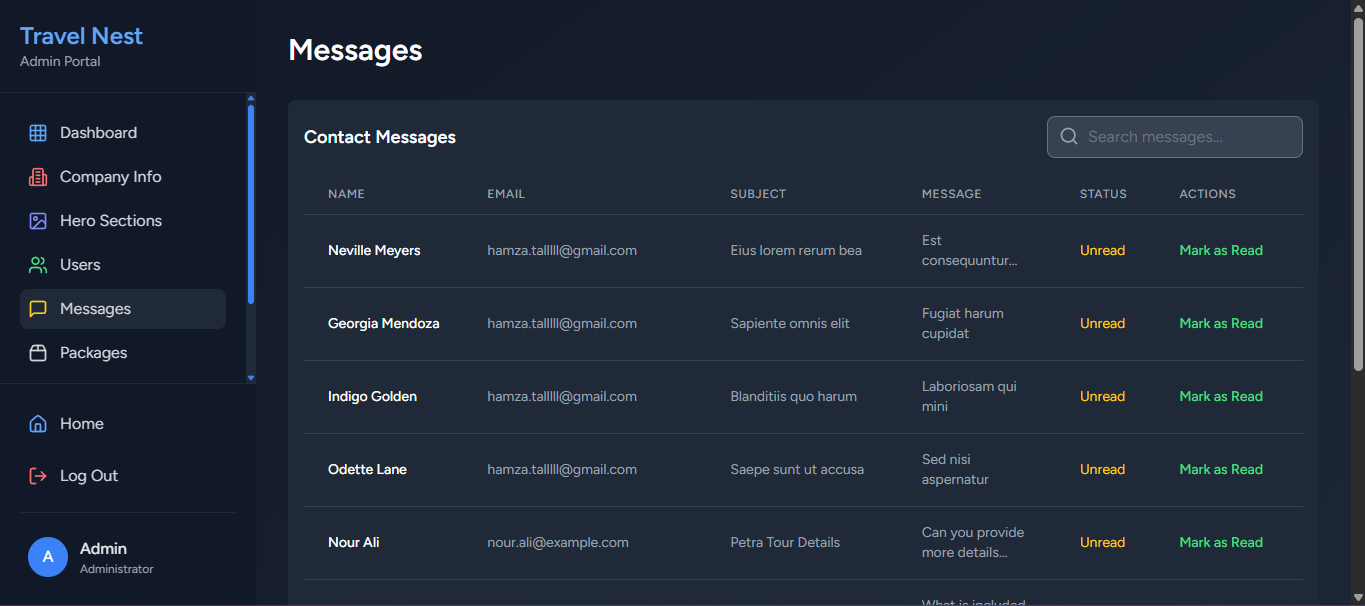 Travel Nest
Admin Portal
Dashboard
Company Info
Hero Sections
Users
Messages
Packages
Home
Log Out
A
Admin
Administrator
Messages
Contact Messages
Search messages...
NAME EMAIL SUBJECT MESSAGE STATUS ACTIONS
Neville Meyers hamza.talllll@gmail.com Eius lorem rerum bea Est consequuntur... Unread Mark as Read
Georgia Mendoza hamza.talllll@gmail.com Sapiente omnis elit Fugiat harum cupidat Unread Mark as Read
Indigo Golden hamza.talllll@gmail.com Blanditiis quo harum Laboriosam qui mini Unread Mark as Read
Odette Lane hamza.talllll@gmail.com Saepe sunt ut accusa Sed nisi aspernatur Unread Mark as Read
Nour Ali nour.ali@example.com Petra Tour Details Can you provide more details... Unread Mark as Read
What is included